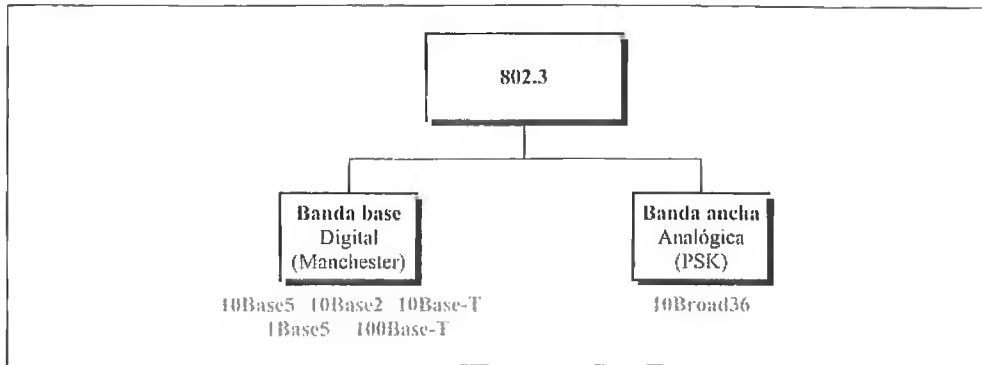 802.3
Banda base
Digital
(Manchester)
Banda ancha
Analógica
(PSK)
10Base5 10Base2 10Base-T
1Base5 100Base-T
10Broad36